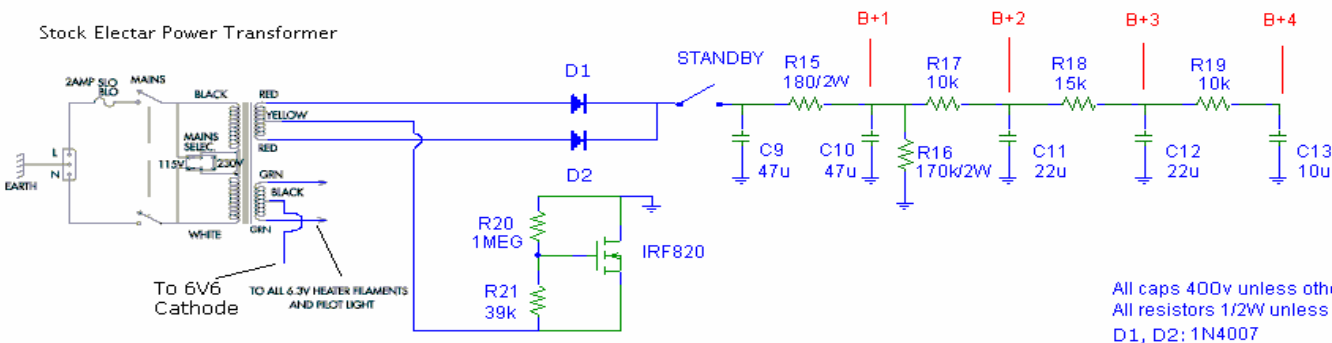 Stock Electar Power Transformer
2AMP SLO
BLO
MAINS
BLACK
RED
YELLOW
RED
MAINS
SELEC.
115V
230V
L
N
EARTH
GRN
BLACK
GRN
WHITE
To 6V6
Cathode
TO ALL 6.3V HEATER FILAMENTS
AND PILOT LIGHT
D1
D2
STANDBY
R15
180/2W
B+1
R17
10k
B+2
R18
15k
B+3
R19
10k
B+4
C9
47u
C10
47u
R16
170k/2W
C11
22u
C12
22u
C13
10u
R20
1MEG
IRF820
R21
39k
All caps 400v unless othe
All resistors 1/2W unless
D1, D2: 1N4007